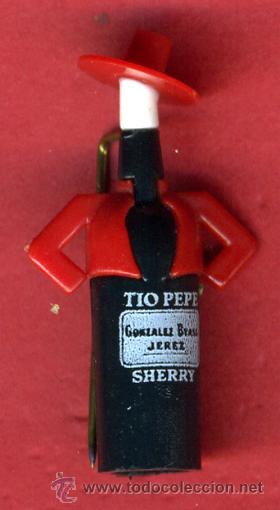 TIO PEPE
GONZALEZ BYASS
JEREZ
SHERRY
© www.todocoleccion.net